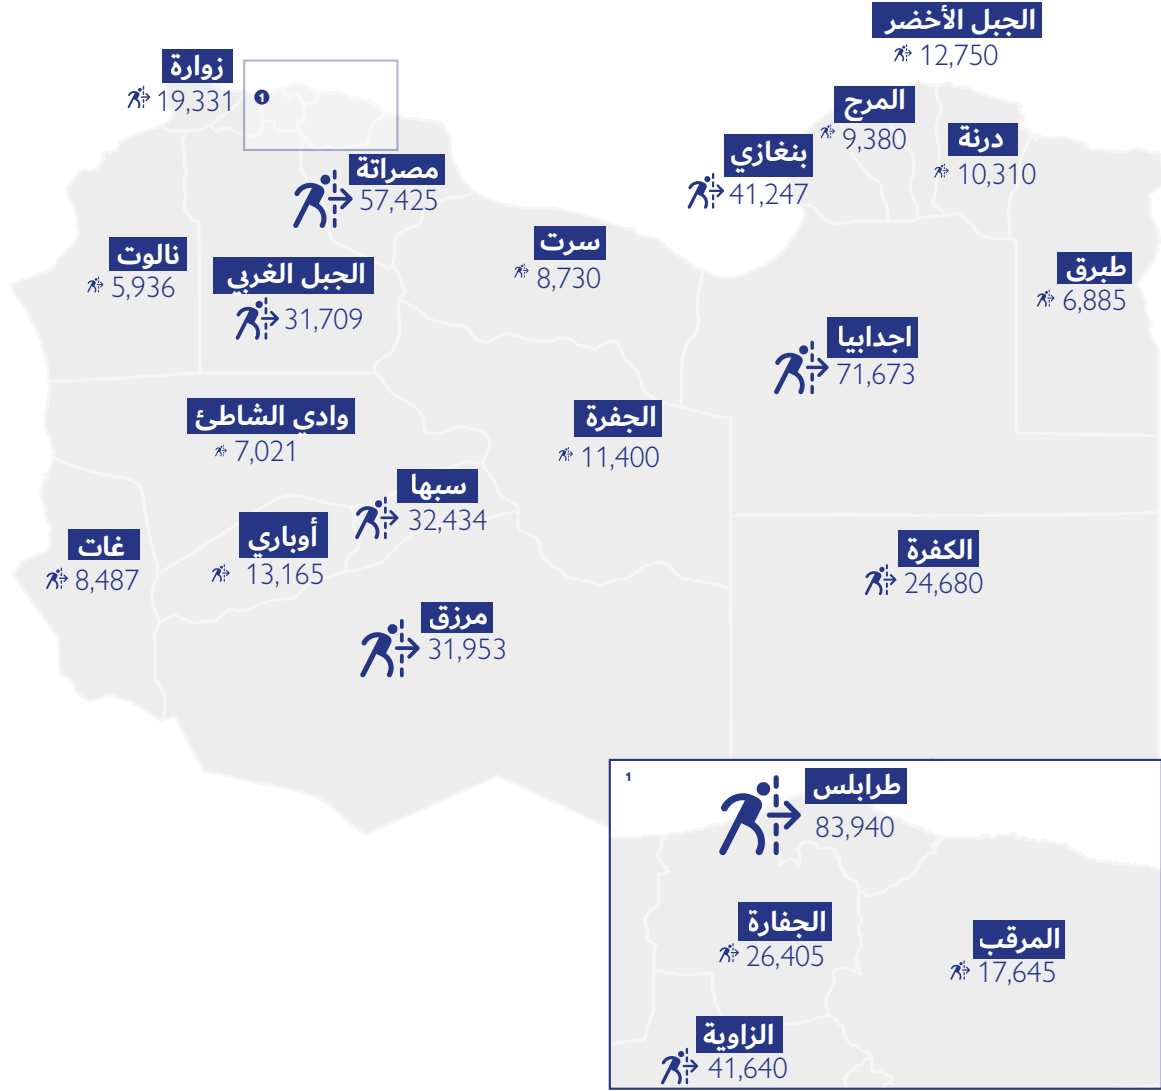 الجبل الأخضر
12,750
زوارة
19,331
1
المرج
9,380
درنة
10,310
بنغازي
41,247
مصراتة
57,425
سرت
8,730
نالوت
5,936
الجبل الغربي
31,709
طبرق
6,885
اجدابيا
71,673
وادي الشاطئ
7,021
الجفرة
11,400
سبها
32,434
أوباري
13,165
غات
8,487
الكفرة
24,680
مرزق
31,953
1
طرابلس
83,940
الجفارة
26,405
المرقب
17,645
الزاوية
41,640